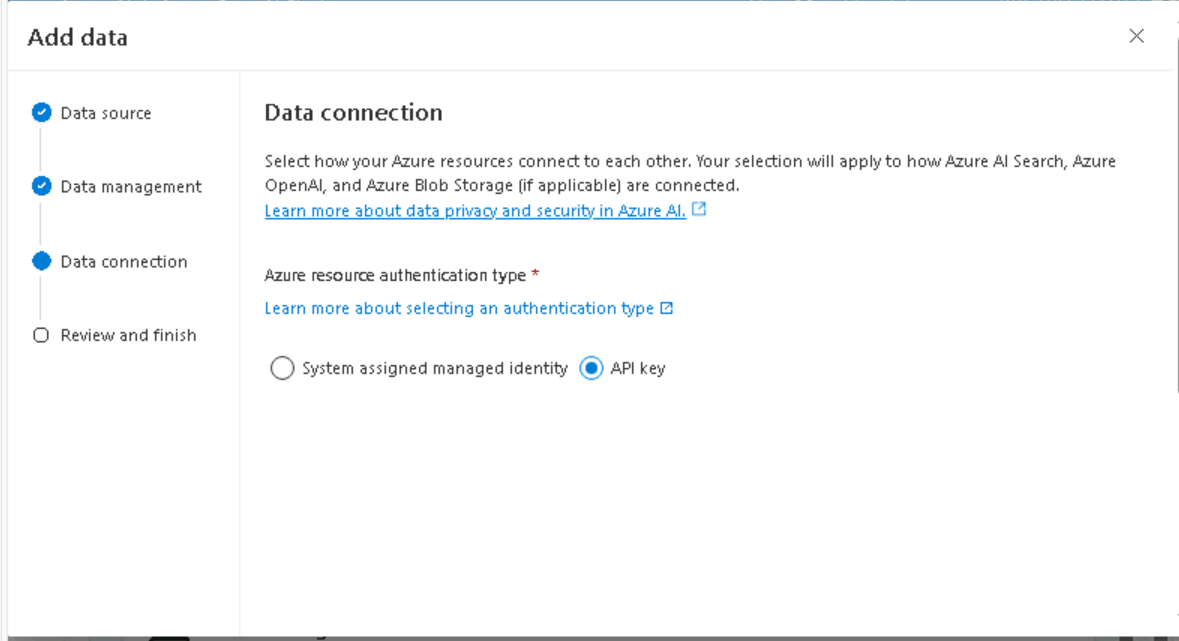 Add data
Data source
Data management
Data connection
Review and finish
Data connection
Select how your Azure resources connect to each other. Your selection will apply to how Azure AI Search, Azure
OpenAI, and Azure Blob Storage (if applicable) are connected.
Learn more about data privacy and security in Azure AI.
Azure resource authentication type *
Learn more about selecting an authentication type
System assigned managed identity
API key